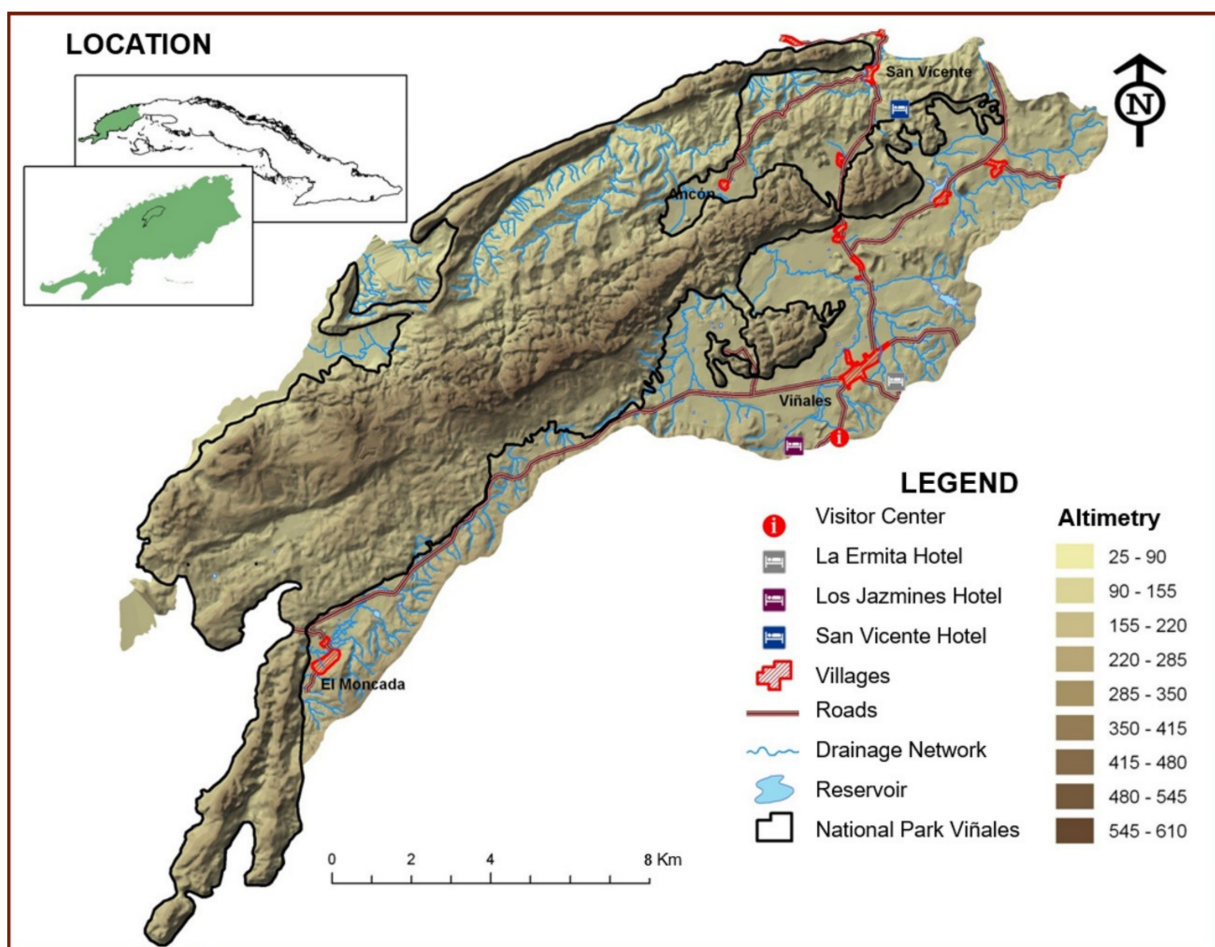 LOCATION
N
San Vicente
Ancón
Viñales
i
El Moncada
LEGEND
i Visitor Center
La Ermita Hotel
Los Jazmines Hotel
San Vicente Hotel
Villages
Roads
Drainage Network
Reservoir
National Park Viñales
Altimetry
25 - 90
90 - 155
155 - 220
220 - 285
285 - 350
350 - 415
415 - 480
480 - 545
545 - 610
0 2 4 8 Km